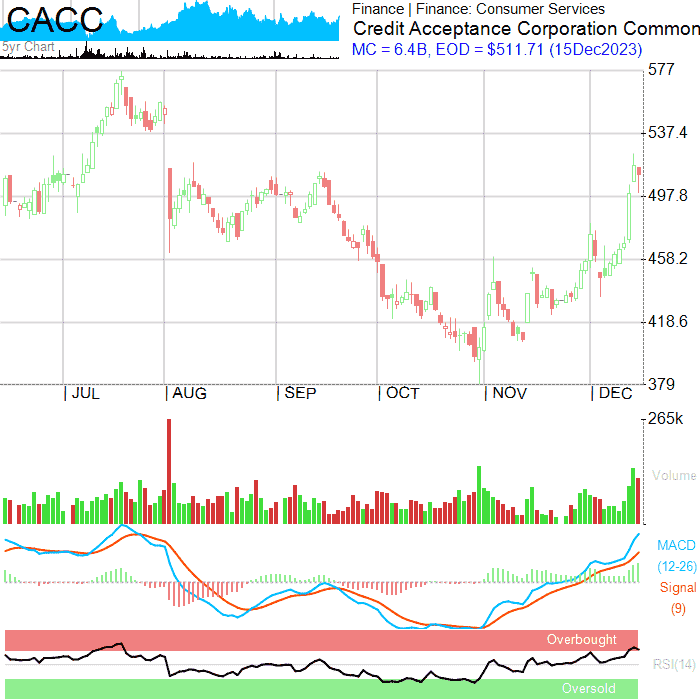 CACC
5yr Chart
Finance | Finance: Consumer Services
Credit Acceptance Corporation Common
MC = 6.4B, EOD = $511.71 (15Dec2023)
577
537.4
497.8
458.2
418.6
379
| JUL | AUG | SEP | OCT | NOV | DEC
265k
Volume
MACD
(12-26)
Signal
(9)
Overbought
RSI(14)
Oversold